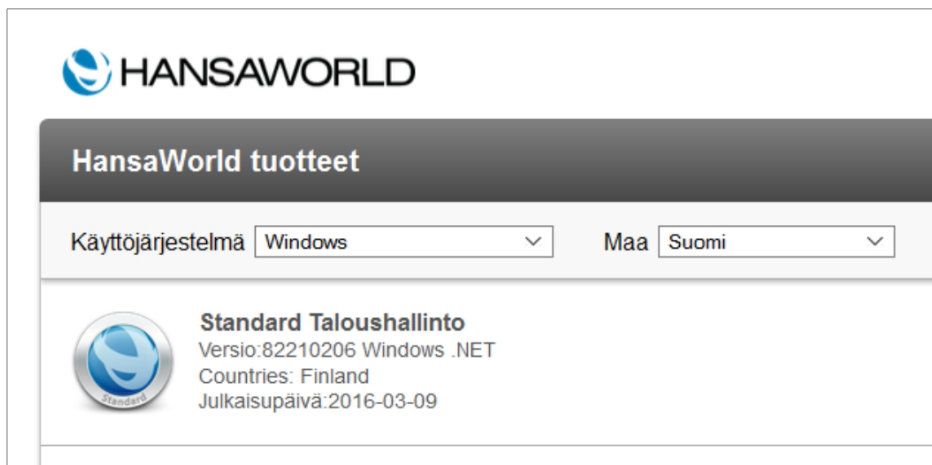 HANSAWORLD
HansaWorld tuotteet
Käyttöjärjestelmä Windows Maa Suomi
Standard Taloushallinto
Versio:82210206 Windows .NET
Countries: Finland
Julkaisupäivä:2016-03-09
Standard